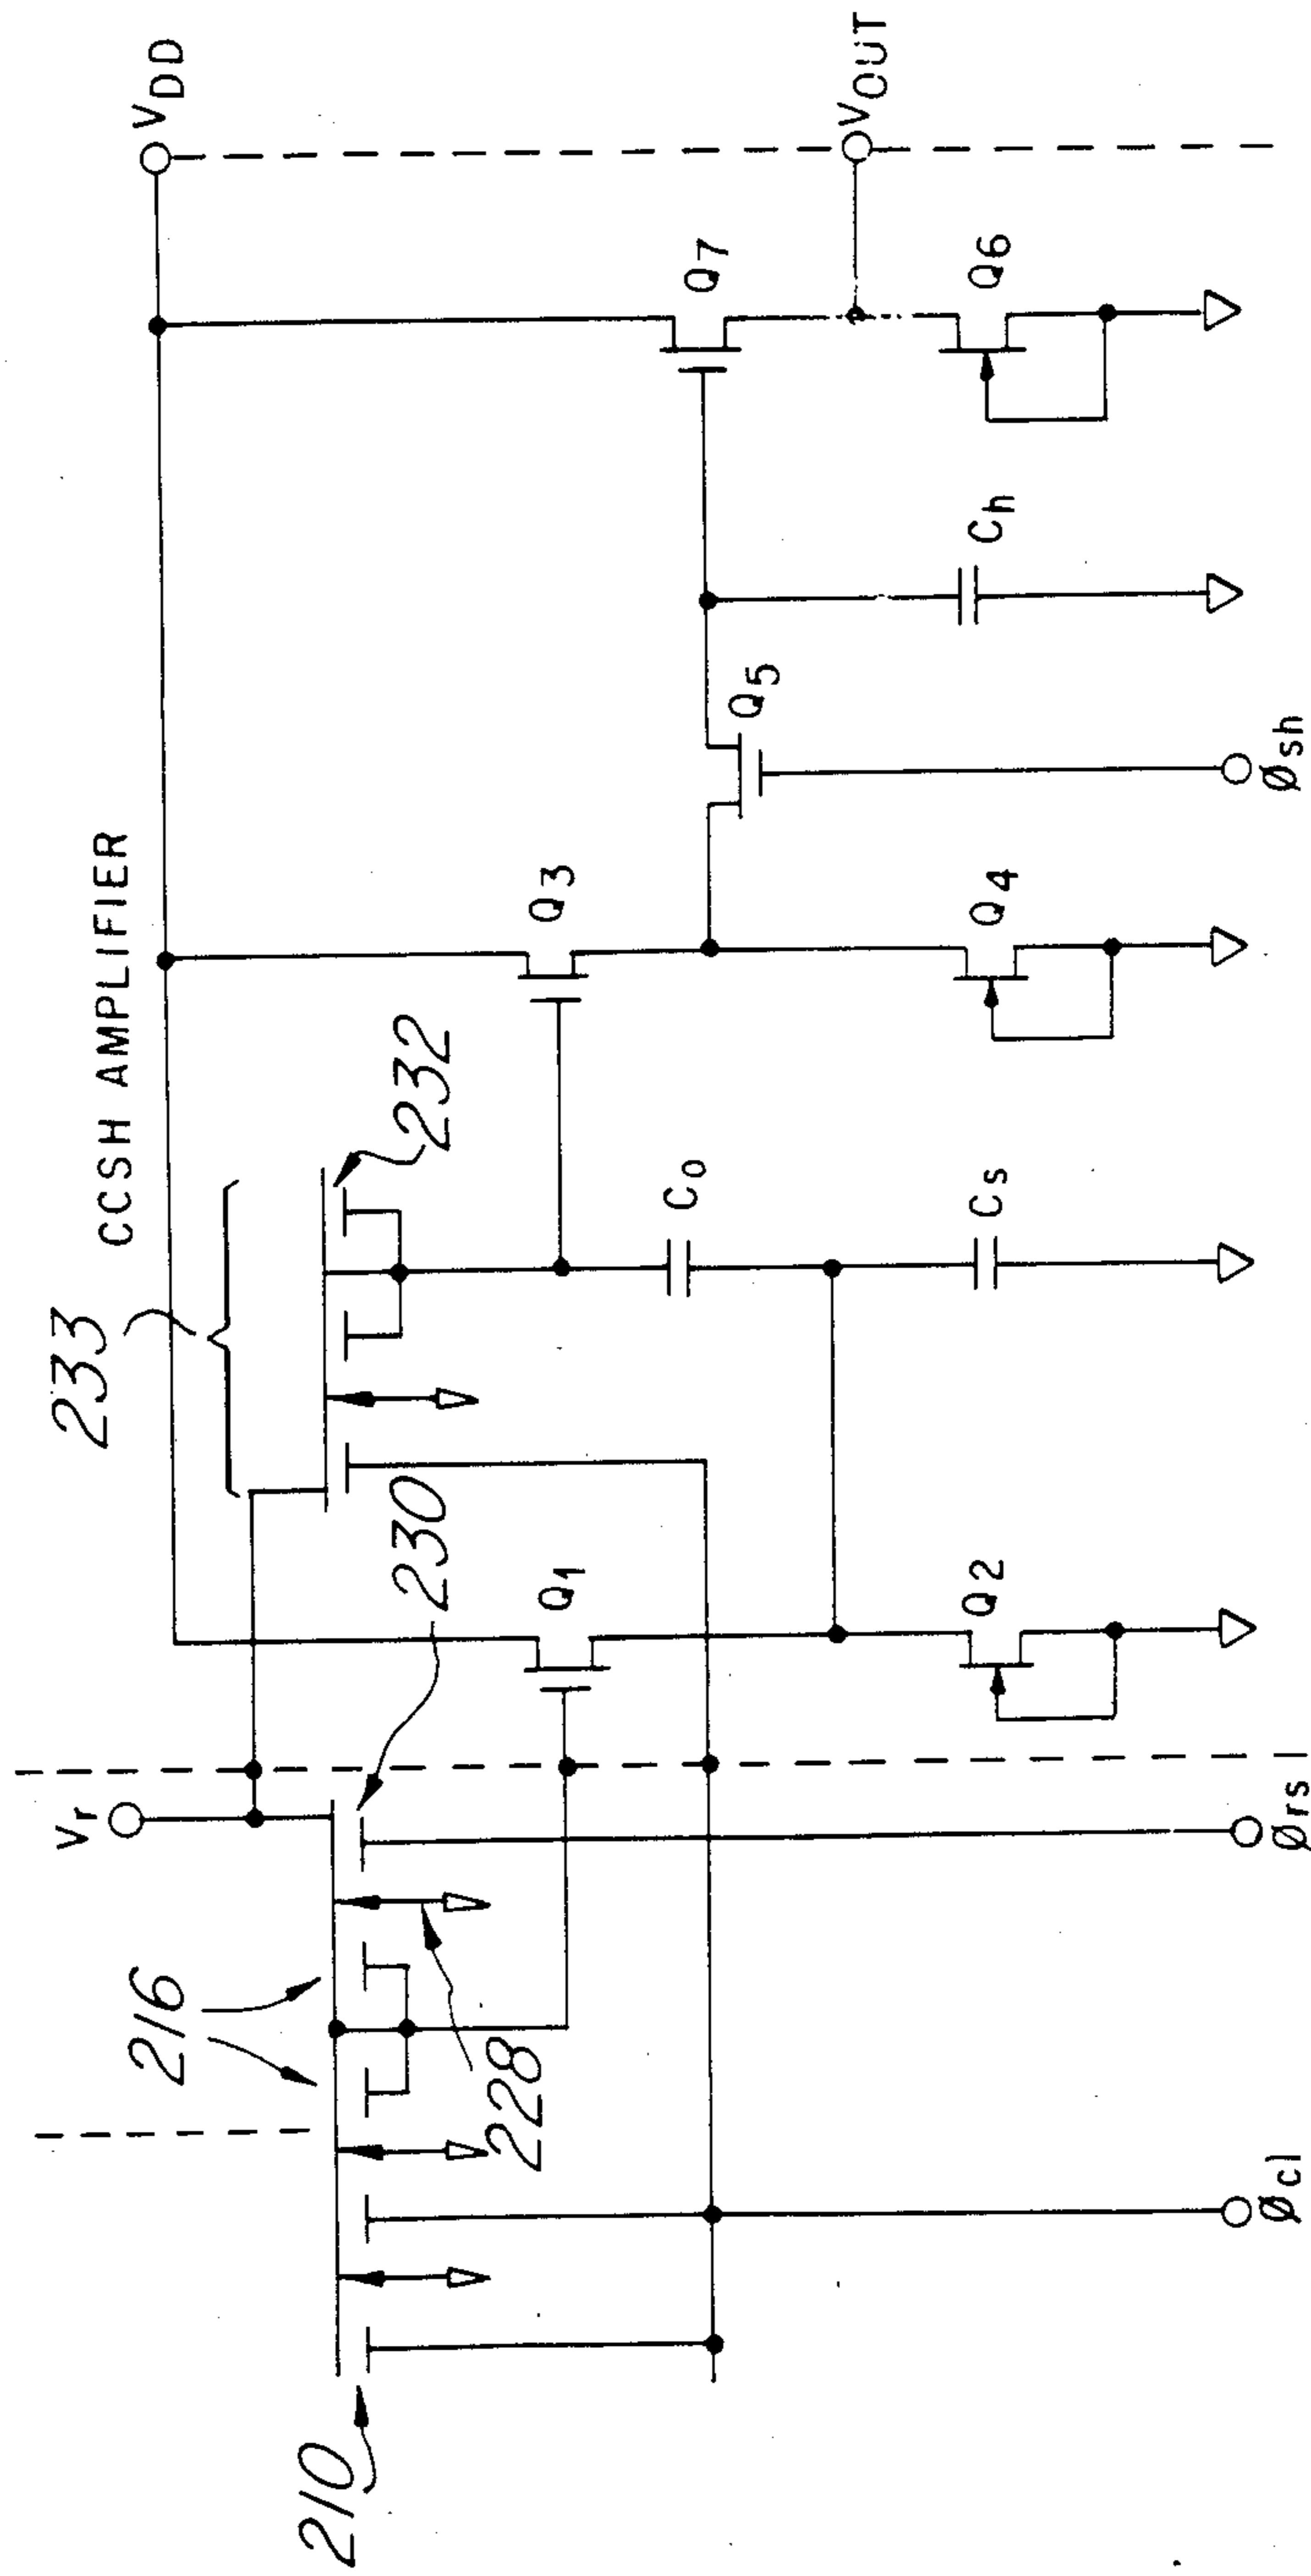 CCSH AMPLIFIER
233
VDD
Vr
216
230
232
Q1
Q3
Q7
VOUT
210
228
Co
Q5
Q2
Cs
Q4
Ch
Q6
Øcl
Ørs
Øsh